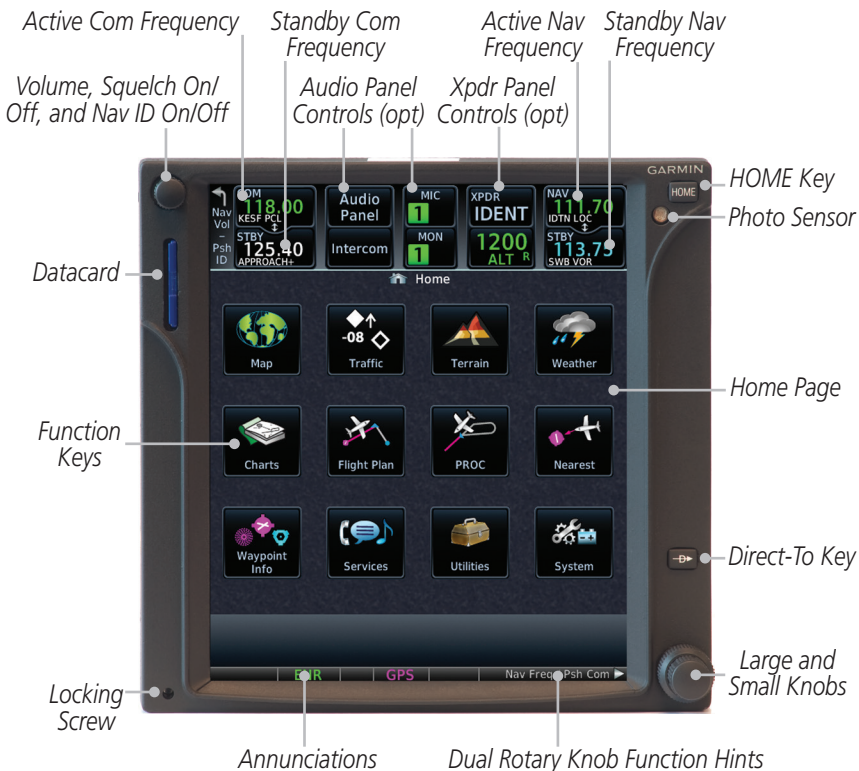 Active Com Frequency
Standby Com
Frequency
Active Nav
Frequency
Standby Nav
Frequency
Volume, Squelch On/
Off, and Nav ID On/Off
Audio Panel
Controls (opt)
Xpdr Panel
Controls (opt)
GARMIN
HOME
HOME Key
Photo Sensor
Nav
Vol
–
Psh
ID
COM
118.00
KESF PCL
STBY
125.40
APPROACH+
Audio
Panel
Intercom
MIC
1
MON
1
XPDR
IDENT
1200
ALT R
NAV
111.70
IDTN LOC
STBY
113.75
SWB VOR
Datacard
Home
Map
Traffic
-08
Terrain
Weather
Home Page
Function
Keys
Charts
Flight Plan
PROC
Nearest
Waypoint
Info
Services
Utilities
System
D
Direct-To Key
Large and
Small Knobs
ENR
GPS
Nav Freq Psh Com
Locking
Screw
Annunciations
Dual Rotary Knob Function Hints